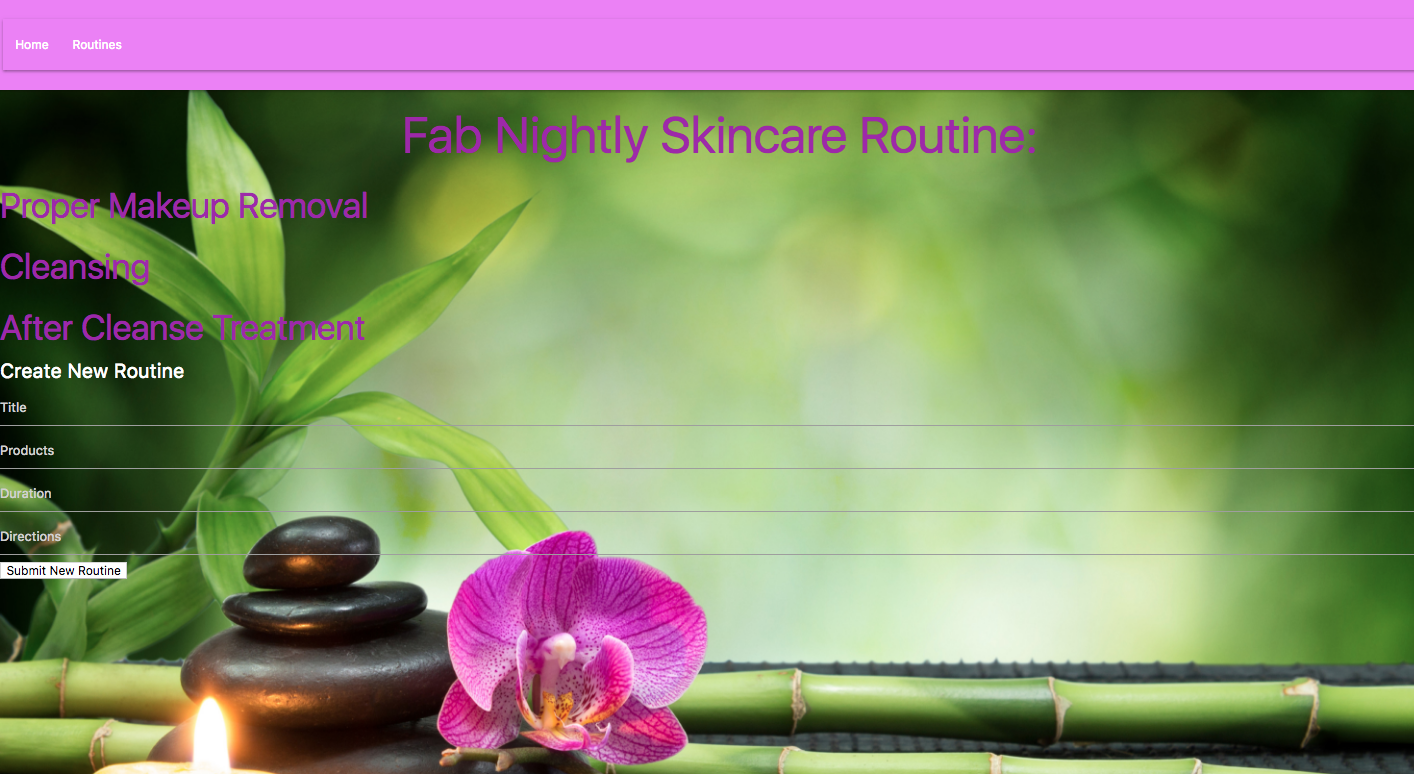 Home Routines
Fab Nightly Skincare Routine:
Proper Makeup Removal
Cleansing
After Cleanse Treatment
Create New Routine
Title
Products
Duration
Directions
Submit New Routine